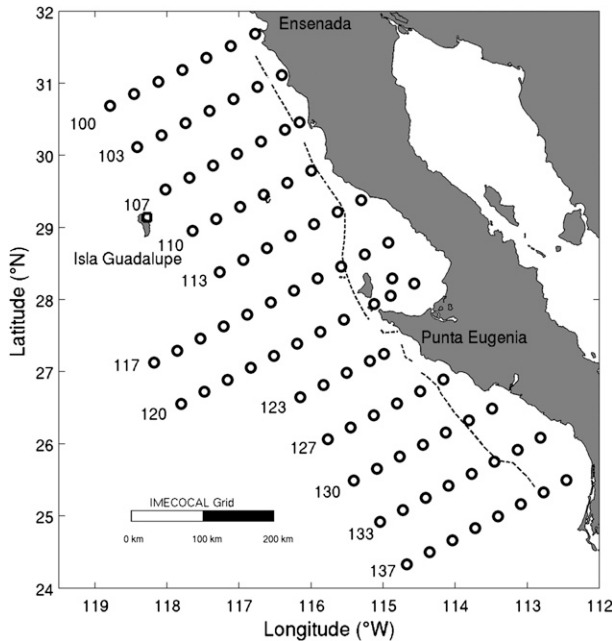 32
Ensenada
31
100
103
30
107
29
110
Isla Guadalupe
113
Latitude (°N)
28
Punta Eugenia
117
27
120
123
127
26
130
IMECOCAL Grid
133
25
0 km 100 km 200 km
137
24
119 118 117 116 115 114 113 112
Longitude (°W)